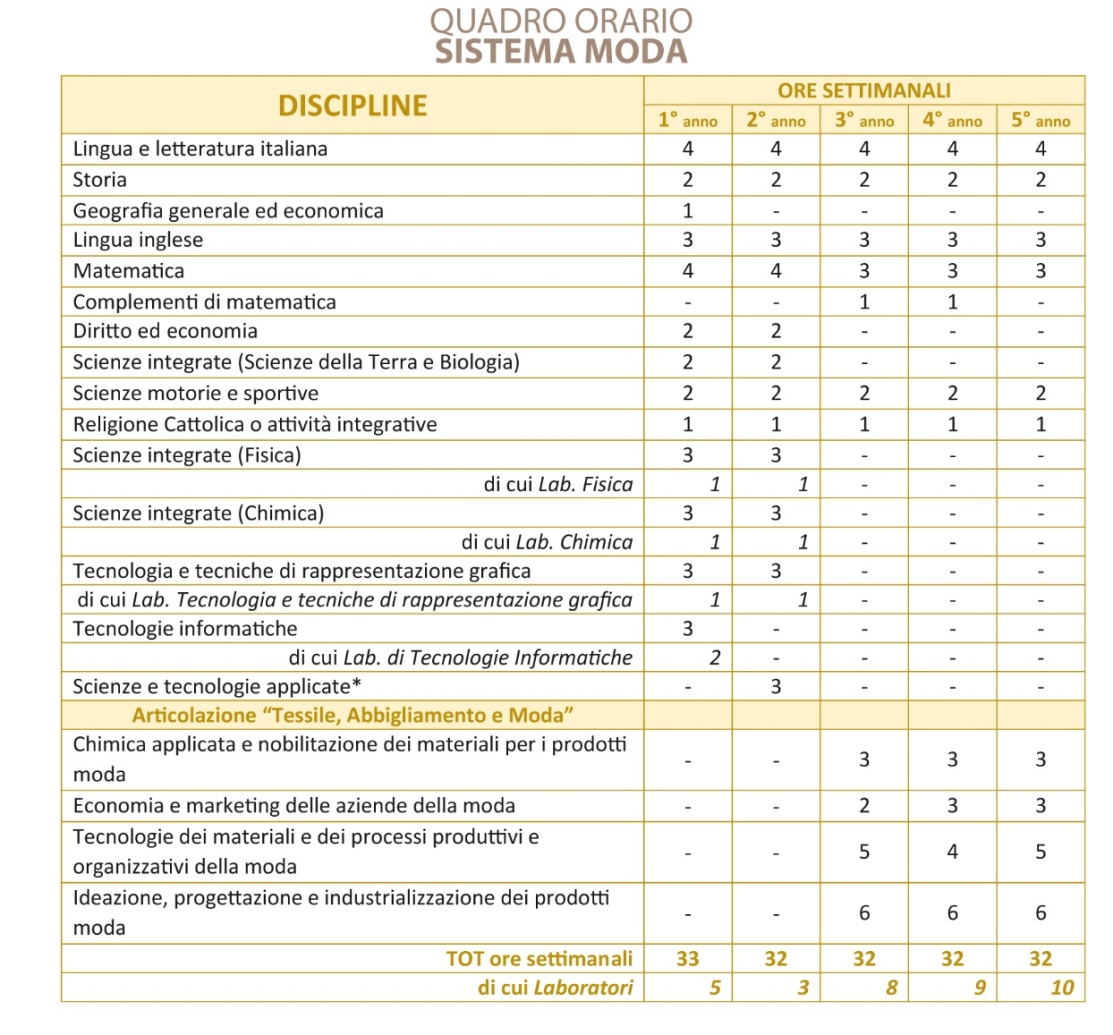 QUADRO ORARIO
SISTEMA MODA
DISCIPLINE ORE SETTIMANALI
1° anno 2° anno 3° anno 4° anno 5° anno
Lingua e letteratura italiana 4 4 4 4 4
Storia 2 2 2 2 2
Geografia generale ed economica 1 - - - -
Lingua inglese 3 3 3 3 3
Matematica 4 4 3 3 3
Complementi di matematica - - 1 1 -
Diritto ed economia 2 2 - - -
Scienze integrate (Scienze della Terra e Biologia) 2 2 - - -
Scienze motorie e sportive 2 2 2 2 2
Religione Cattolica o attività integrative 1 1 1 1 1
Scienze integrate (Fisica) 3 3 - - -
di cui Lab. Fisica 1 1 - - -
Scienze integrate (Chimica) 3 3 - - -
di cui Lab. Chimica 1 1 - - -
Tecnologia e tecniche di rappresentazione grafica 3 3 - - -
di cui Lab. Tecnologia e tecniche di rappresentazione grafica 1 1 - - -
Tecnologie informatiche 3 - - - -
di cui Lab. di Tecnologie Informatiche 2 - - - -
Scienze e tecnologie applicate* - 3 - - -
Articolazione “Tessile, Abbigliamento e Moda”
Chimica applicata e nobilitazione dei materiali per i prodotti
moda - - 3 3 3
Economia e marketing delle aziende della moda - - 2 3 3
Tecnologie dei materiali e dei processi produttivi e
organizzativi della moda - - 5 4 5
Ideazione, progettazione e industrializzazione dei prodotti
moda - - 6 6 6
TOT ore settimanali 33 32 32 32 32
di cui Laboratori 5 3 8 9 10